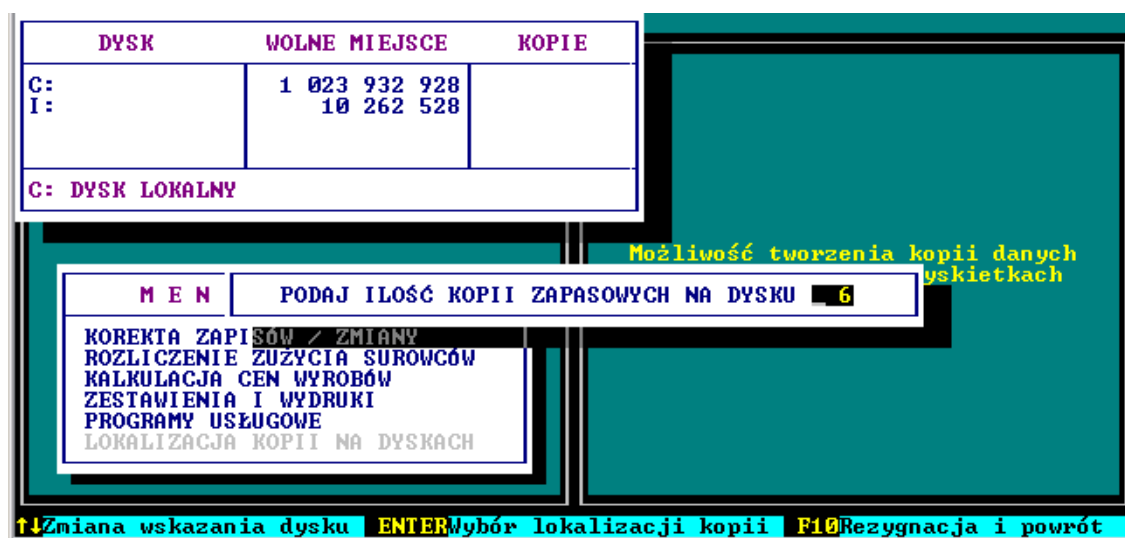 DYSK WOLNE MIEJSCE KOPIE
C: 1 023 932 928
I: 10 262 528
C: DYSK LOKALNY
Możliwość tworzenia kopii danych
yskietkach
M E N
PODAJ ILOŚĆ KOPII ZAPASOWYCH NA DYSKU 6
KOREKTA ZAPISÓW / ZMIANY
ROZLICZENIE ZUŻYCIA SUROWCÓW
KALKULACJA CEN WYROBÓW
ZESTAWIENIA I WYDRUKI
PROGRAMY USŁUGOWE
LOKALIZACJA KOPII NA DYSKACH
↑↓Zmiana wskazania dysku ENTERWybór lokalizacji kopii F10Rezygnacja i powrót